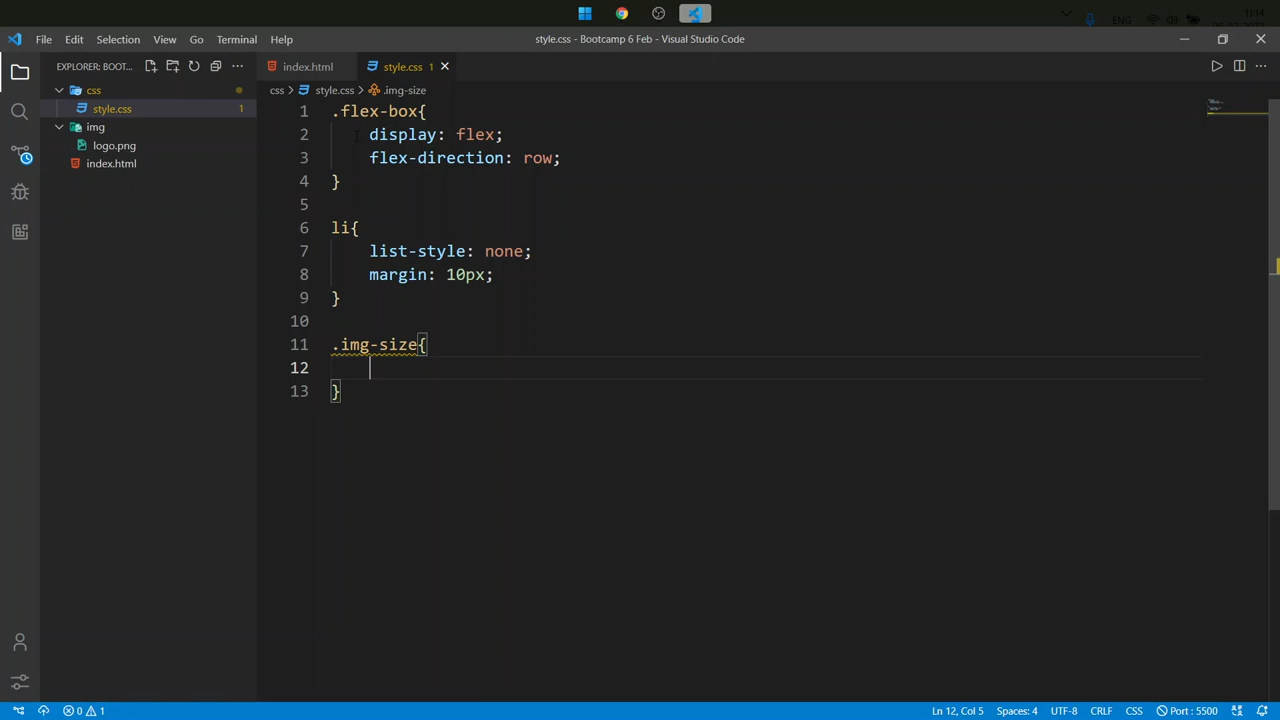 11:14
ENG
File Edit Selection View Go Terminal Help
style.css - Bootcamp 6 Feb - Visual Studio Code
EXPLORER: BOOT...
index.html
style.css 1
css
style.css 1
img
logo.png
index.html
css > style.css > .img-size
1 .flex-box{
2 display: flex;
3 flex-direction: row;
4 }
5
6 li{
7 list-style: none;
8 margin: 10px;
9 }
10
11 .img-size{
12
13 }
0 1
Ln 12, Col 5 Spaces: 4 UTF-8 CRLF CSS Port : 5500